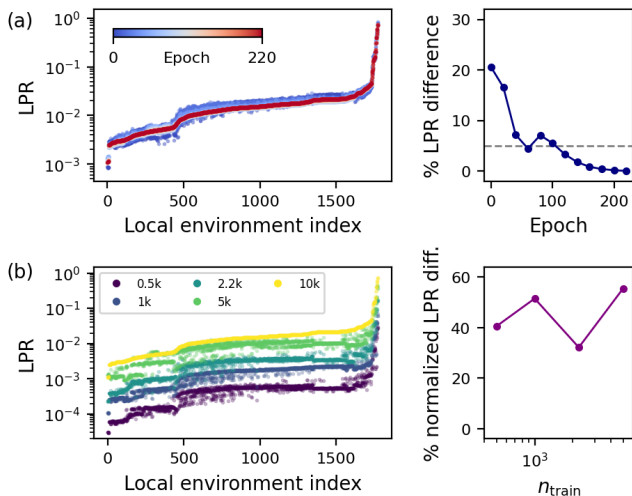 (a)
LPR
10⁰
10⁻¹
10⁻²
10⁻³
0
Epoch
220
0
500
1000
1500
Local environment index
% LPR difference
30
20
10
0
0
100
200
Epoch
(b)
LPR
10⁰
10⁻¹
10⁻²
10⁻³
10⁻⁴
0.5k
2.2k
10k
1k
5k
0
500
1000
1500
Local environment index
% normalized LPR diff.
60
40
20
0
10³
n_train